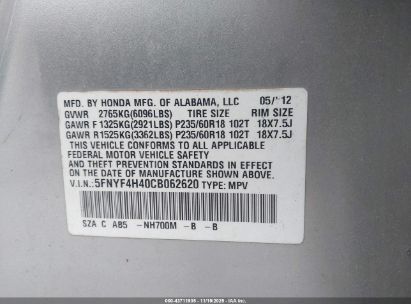 MFD. BY HONDA MFG. OF ALABAMA, LLC 05/12
GVWR 2765KG(6096LBS) TIRE SIZE RIM SIZE
GAWR F 1325KG(2921LBS) P235/60R18 102T 18X7.5J
GAWR R 1525KG(3362LBS) P235/60R18 102T 18X7.5J
THIS VEHICLE CONFORMS TO ALL APPLICABLE
FEDERAL MOTOR VEHICLE SAFETY
AND THEFT PREVENTION STANDARDS IN EFFECT
ON THE DATE OF MANUFACTURE SHOWN ABOVE.
V.I.N.: 5FNYF4H40CB062620 TYPE: MPV
SZA C A85 -NH700M -B -B